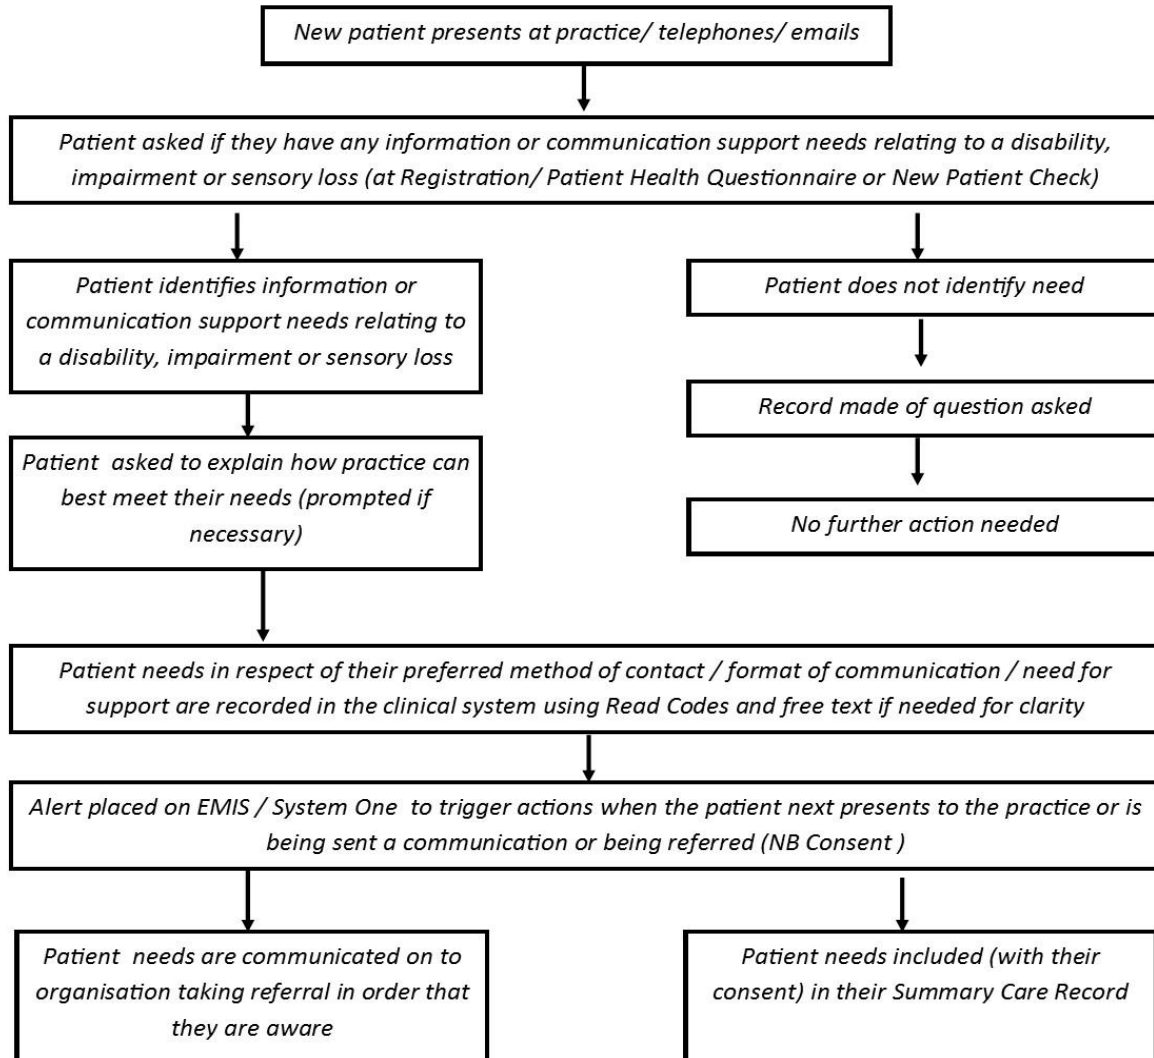 New patient presents at practice/ telephones/ emails
Patient asked if they have any information or communication support needs relating to a disability,
impairment or sensory loss (at Registration/ Patient Health Questionnaire or New Patient Check)
Patient identifies information or
communication support needs relating to
a disability, impairment or sensory loss
Patient does not identify need
Record made of question asked
Patient asked to explain how practice can
best meet their needs (prompted if
necessary)
No further action needed
Patient needs in respect of their preferred method of contact / format of communication / need for
support are recorded in the clinical system using Read Codes and free text if needed for clarity
Alert placed on EMIS / System One to trigger actions when the patient next presents to the practice or is
being sent a communication or being referred (NB Consent )
Patient needs are communicated on to
organisation taking referral in order that
they are aware
Patient needs included (with their
consent) in their Summary Care Record